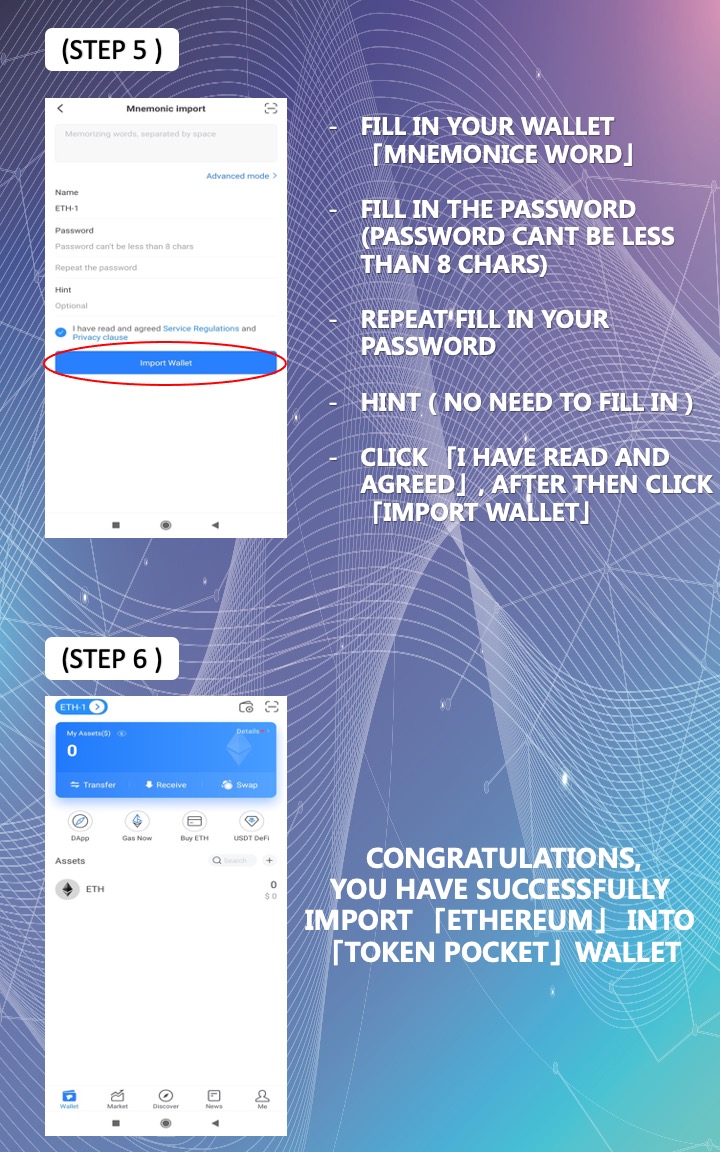 (STEP 5 )
Mnemonic import
Memorizing words, separated by space
Advanced mode >
Name
ETH-1
Password
Password can't be less than 8 chars
Repeat the password
Hint
Optional
I have read and agreed Service Regulations and
Privacy clause
Import Wallet
- FILL IN YOUR WALLET
「MNEMONICE WORD」
- FILL IN THE PASSWORD
(PASSWORD CANT BE LESS
THAN 8 CHARS)
- REPEAT FILL IN YOUR
PASSWORD
- HINT ( NO NEED TO FILL IN )
- CLICK 「I HAVE READ AND
AGREED」, AFTER THEN CLICK
「IMPORT WALLET」
(STEP 6 )
ETH-1
My Assets($)
Details
0
Transfer
Receive
Swap
DApp
Gas Now
Buy ETH
USDT DeFi
Assets
Search
ETH
0
$ 0
Wallet
Market
Discover
News
Me
CONGRATULATIONS,
YOU HAVE SUCCESSFULLY
IMPORT 「ETHEREUM」 INTO
「TOKEN POCKET」 WALLET